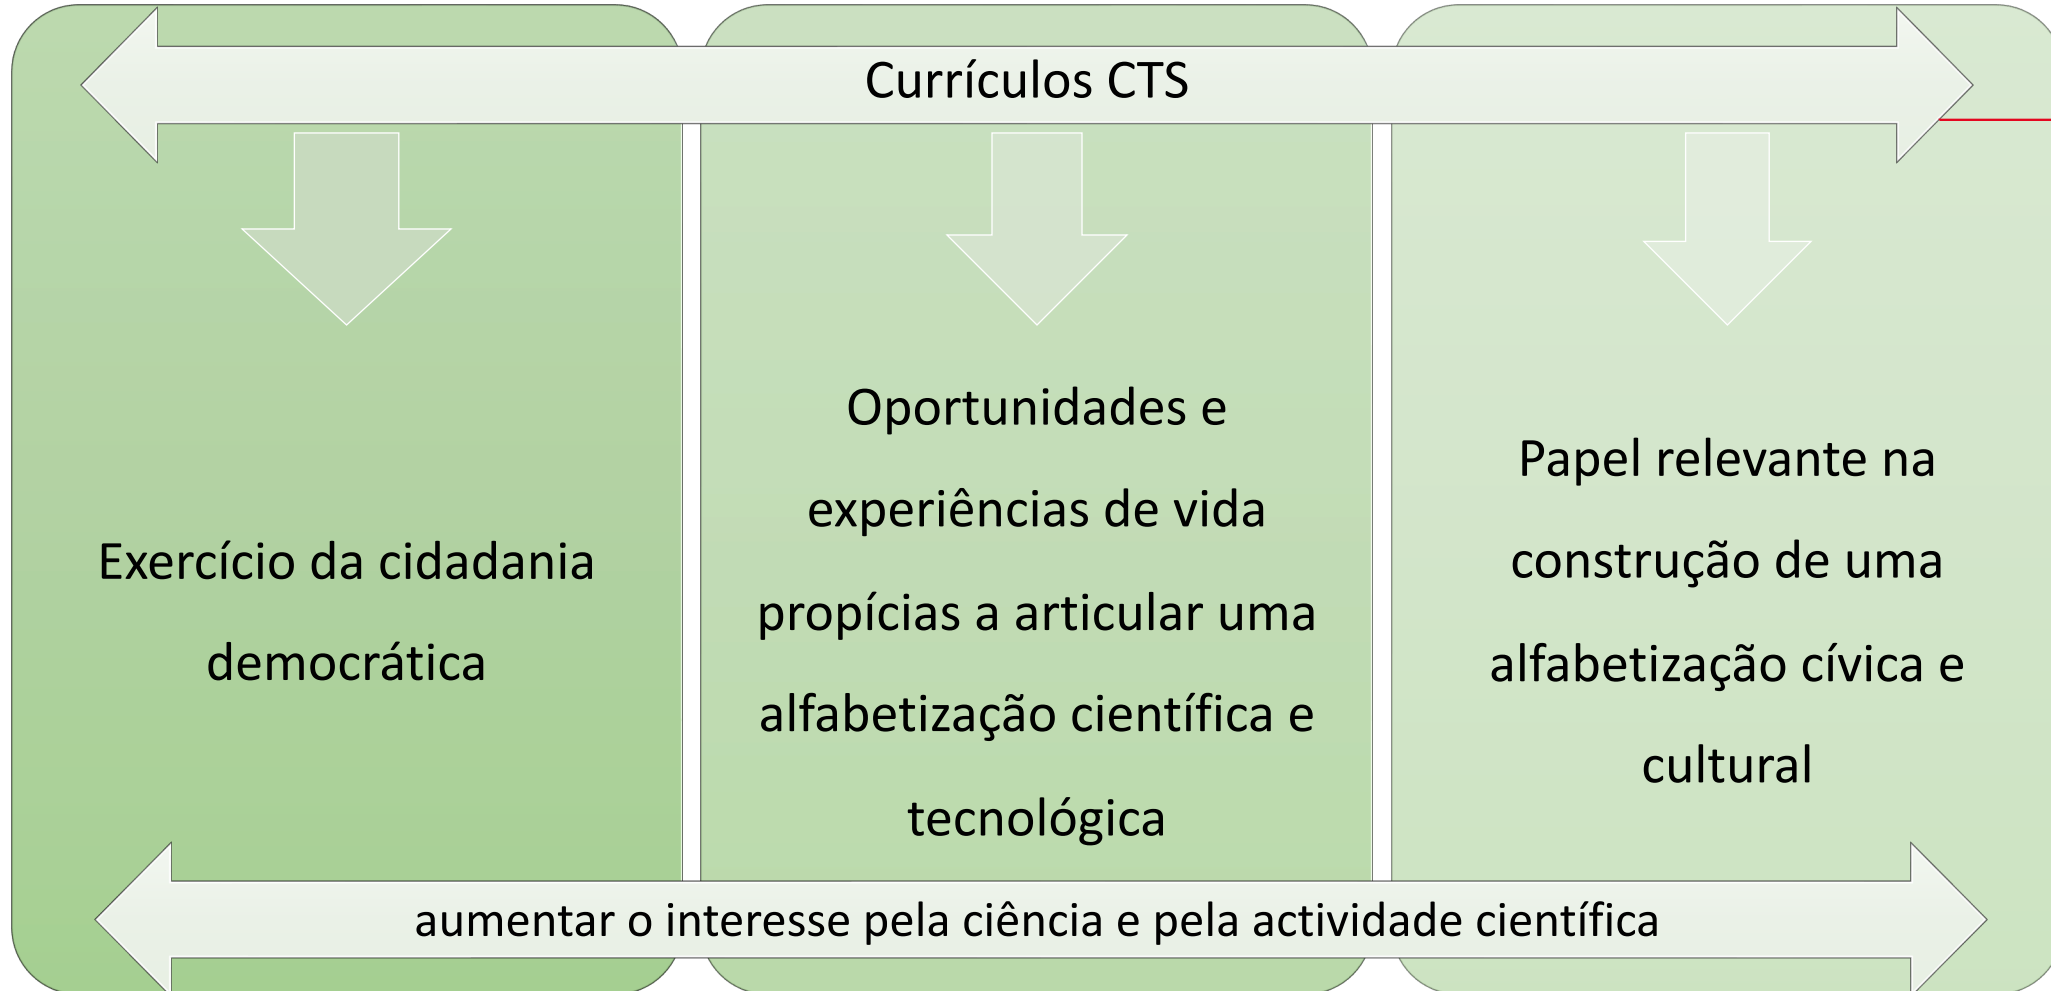 Currículos CTS
Exercício da cidadania
democrática
Oportunidades e
experiências de vida
propícias a articular uma
alfabetização científica e
tecnológica
Papel relevante na
construção de uma
alfabetização cívica e
cultural
aumentar o interesse pela ciência e pela actividade científica